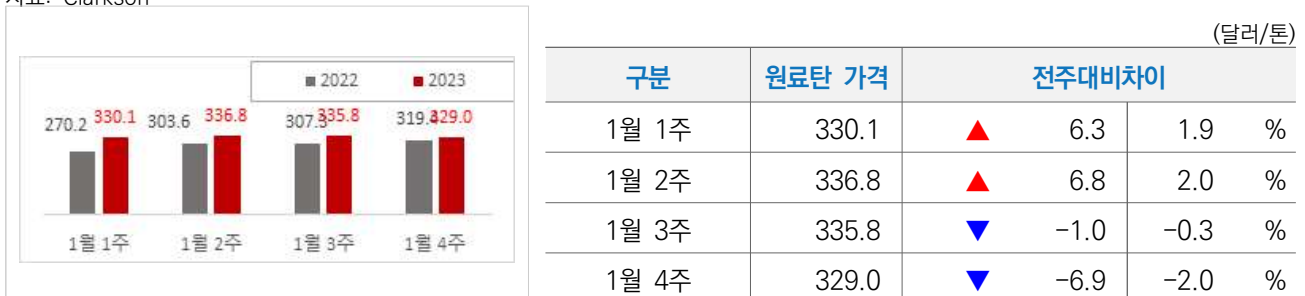 자료: Clarkson
(달러/톤)
■ 2022 ■ 2023
270.2 330.1 303.6 336.8 307.3 335.8 319.4 329.0
1월 1주 1월 2주 1월 3주 1월 4주
구분 원료탄 가격 전주대비차이
1월 1주 330.1 ▲ 6.3 1.9 %
1월 2주 336.8 ▲ 6.8 2.0 %
1월 3주 335.8 ▼ -1.0 -0.3 %
1월 4주 329.0 ▼ -6.9 -2.0 %